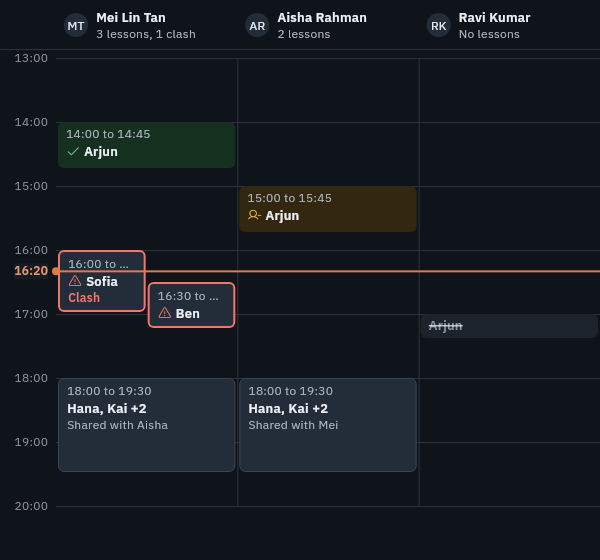 MT
Mei Lin Tan
3 lessons, 1 clash
AR
Aisha Rahman
2 lessons
RK
Ravi Kumar
No lessons
13:00
14:00
14:00 to 14:45
Arjun
15:00
15:00 to 15:45
Arjun
16:00
16:00 to ...
Sofia
Clash
16:20
16:30 to ...
Ben
17:00
Arjun
18:00
18:00 to 19:30
Hana, Kai +2
Shared with Aisha
18:00 to 19:30
Hana, Kai +2
Shared with Mei
19:00
20:00